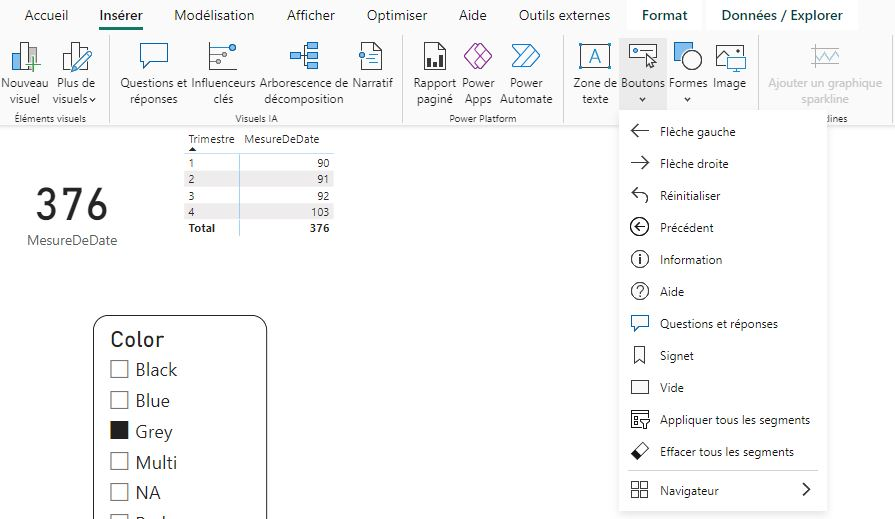 Accueil Insérer Modélisation Afficher Optimiser Aide Outils externes Format Données / Explorer
Nouveau visuel
Plus de visuels
Questions et réponses
Influenceurs clés
Arborescence de décomposition
Narratif
Rapport paginé
Power Apps
Power Automate
Zone de texte
Boutons
Formes
Image
Ajouter un graphique sparkline
Éléments visuels Visuels IA Power Platform
Trimestre MesureDeDate
1 90
2 91
3 92
4 103
Total 376
376
MesureDeDate
Color
Black
Blue
Grey
Multi
NA
Flèche gauche
Flèche droite
Réinitialiser
Précédent
Information
Aide
Questions et réponses
Signet
Vide
Appliquer tous les segments
Effacer tous les segments
Navigateur